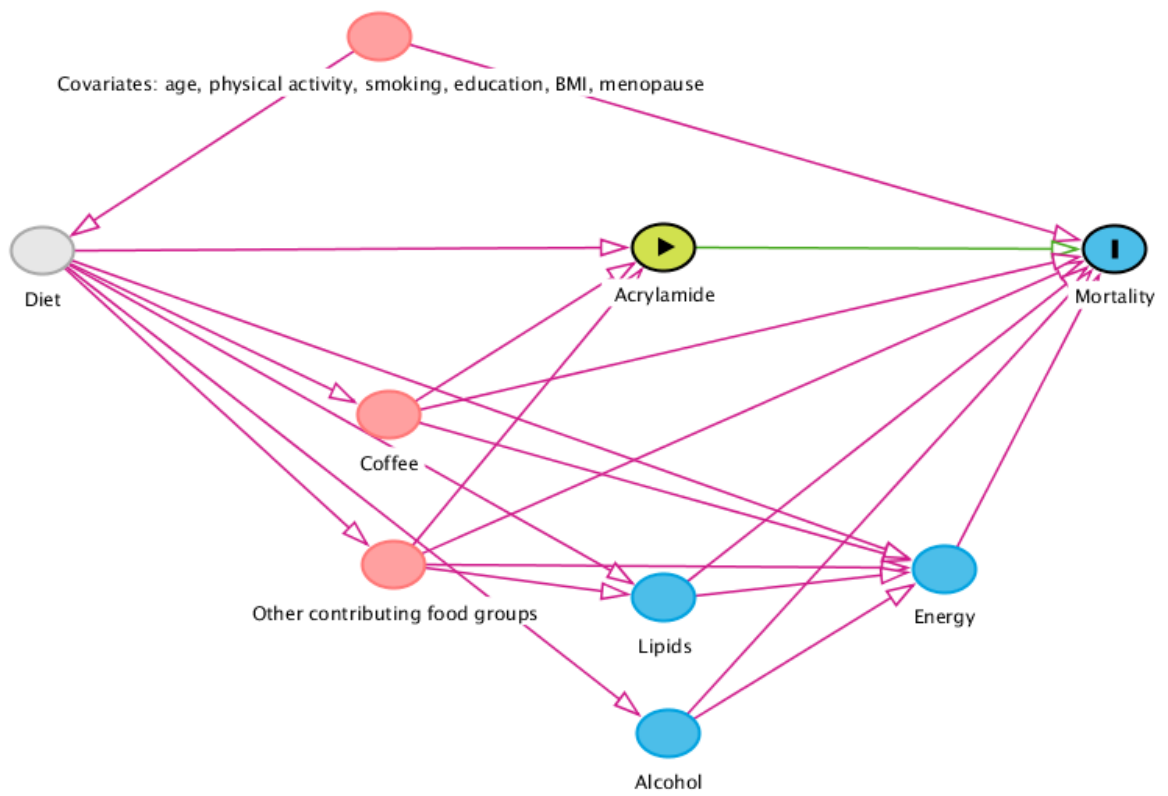 Covariates: age, physical activity, smoking, education, BMI, menopause
Diet
Acrylamide
Mortality
Coffee
Other contributing food groups
Lipids
Energy
Alcohol